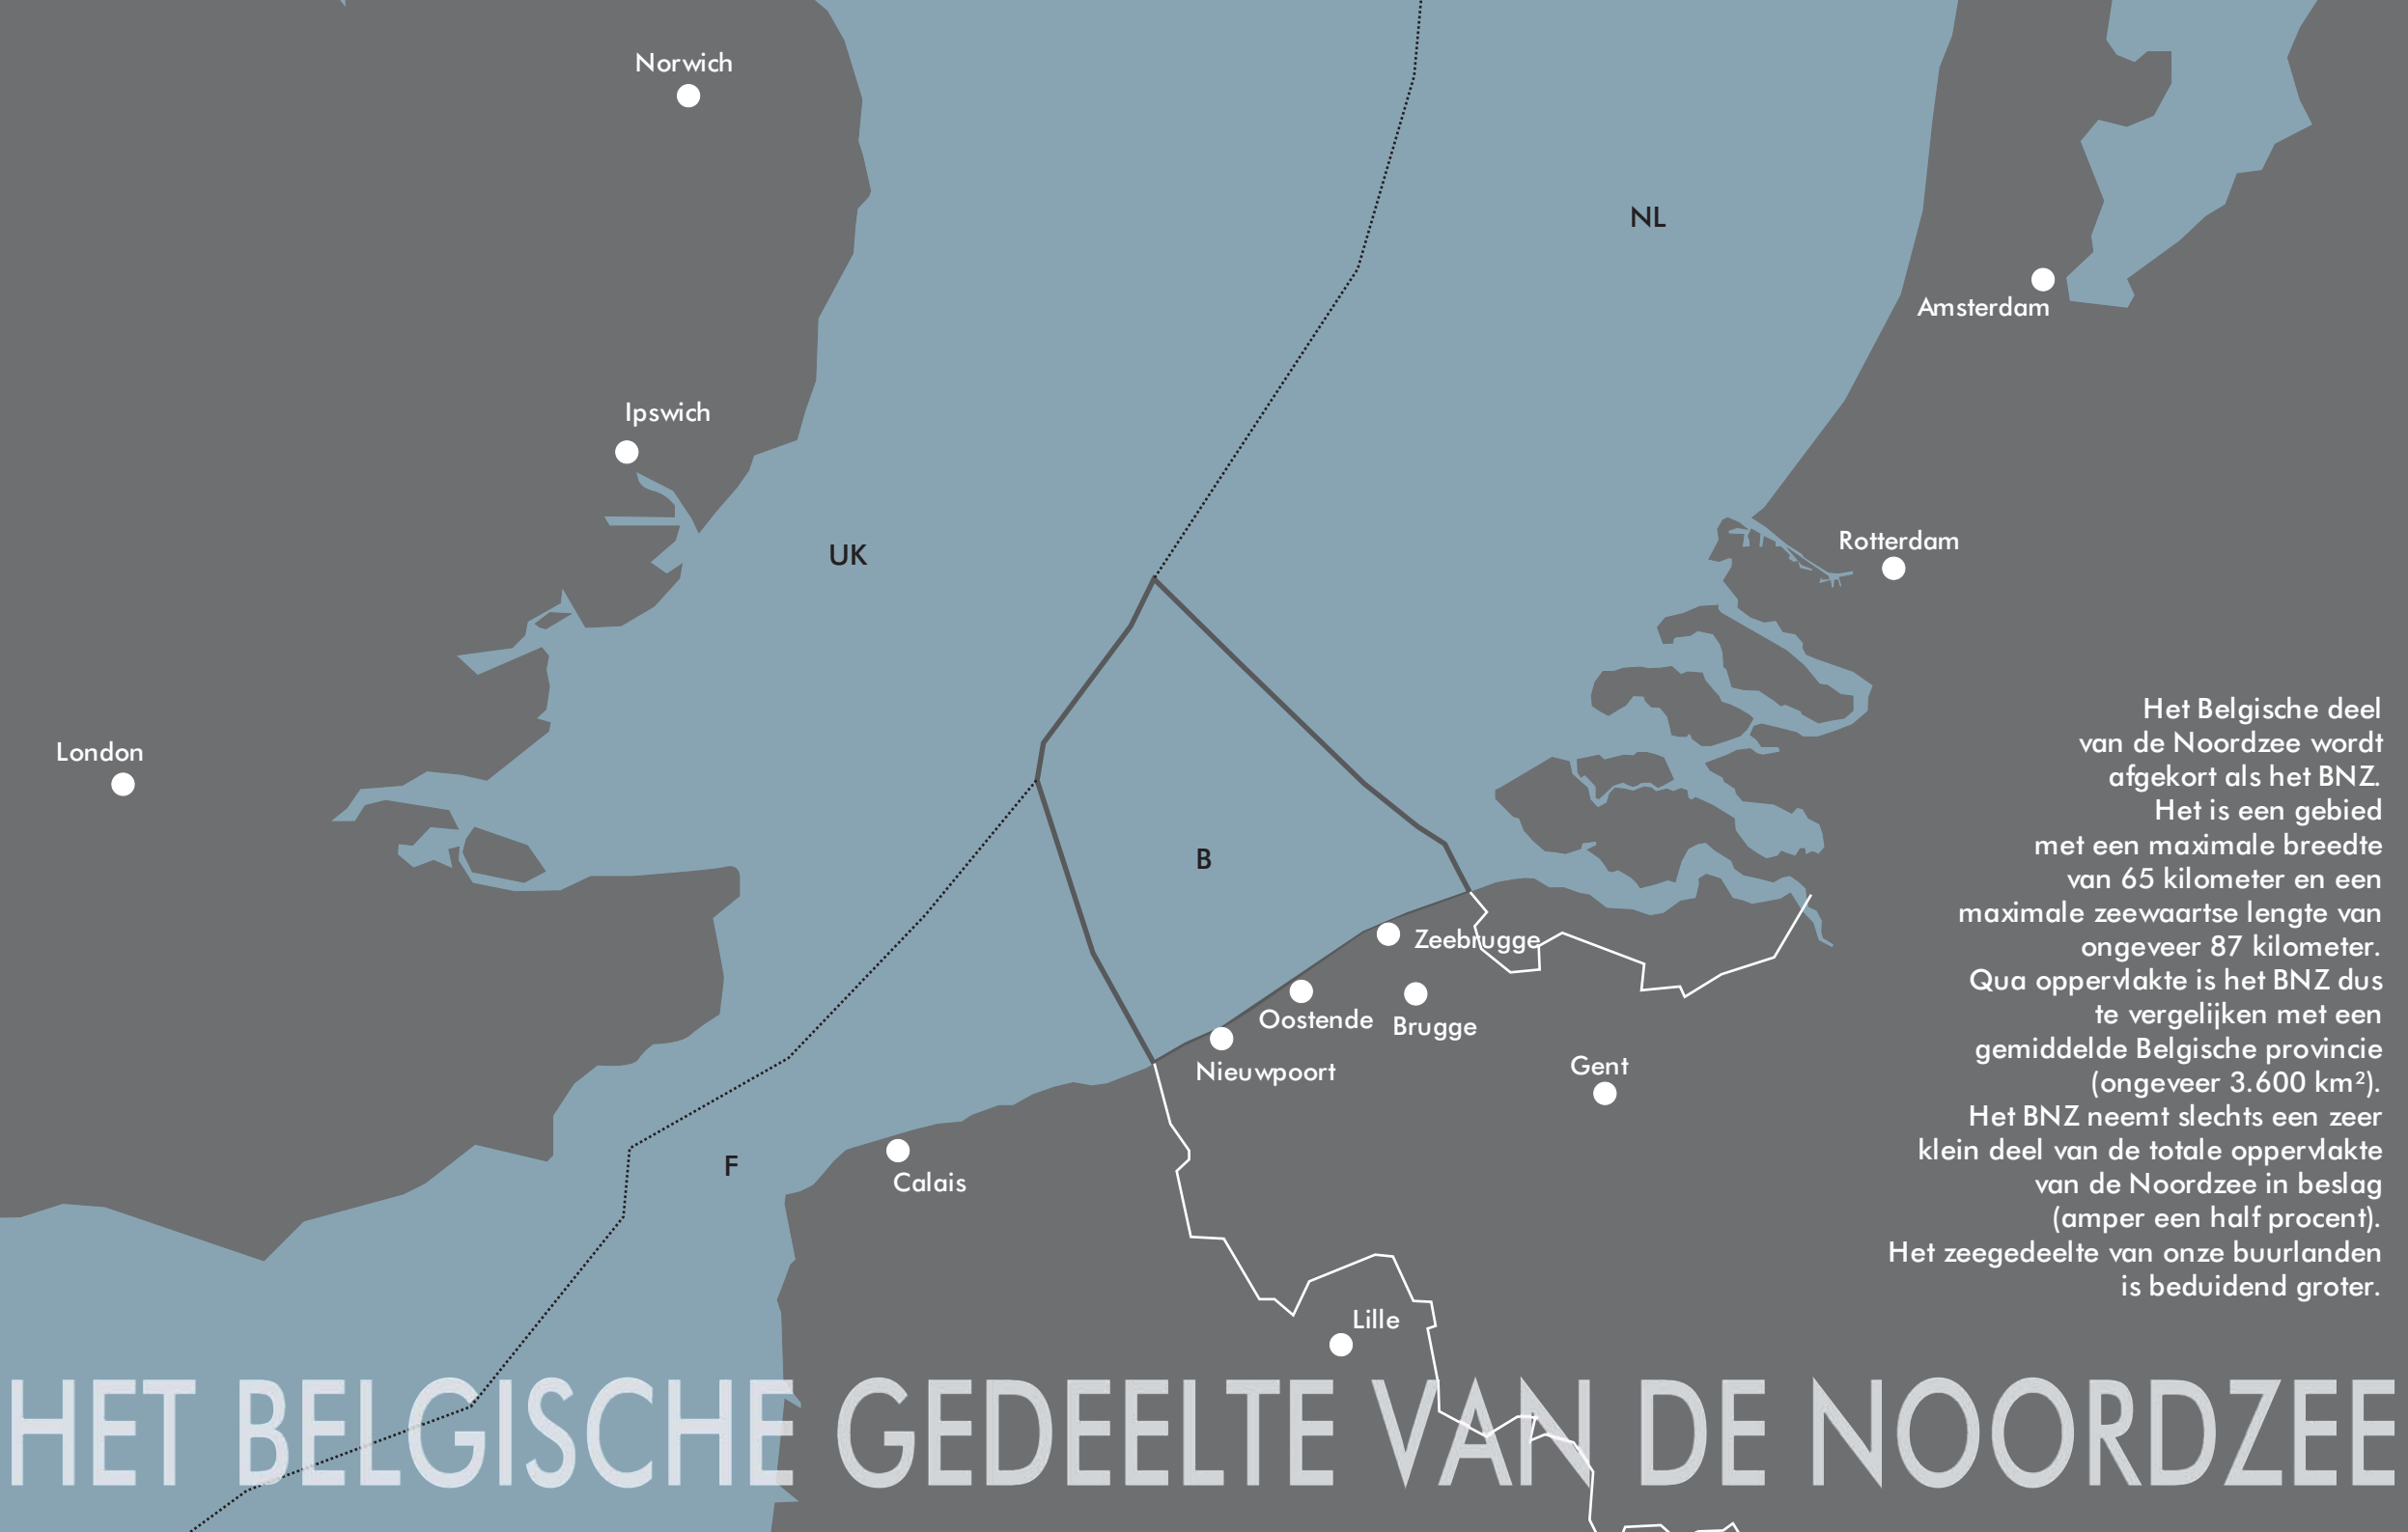 Norwich
NL
Amsterdam
Ipswich
Rotterdam
UK
London
B
Zeebrugge
Oostende
Brugge
Nieuwpoort
Gent
F
Calais
Lille
Het Belgische deel
van de Noordzee wordt
afgekort als het BNZ.
Het is een gebied
met een maximale breedte
van 65 kilometer en een
maximale zeewaartse lengte van
ongeveer 87 kilometer.
Qua oppervlakte is het BNZ dus
te vergelijken met een
gemiddelde Belgische provincie
(ongeveer 3.600 km²).
Het BNZ neemt slechts een zeer
klein deel van de totale oppervlakte
van de Noordzee in beslag
(amper een half procent).
Het zeegedeelte van onze buurlanden
is beduidend groter.
HET BELGISCHE GEDEELTE VAN DE NOORDZEE